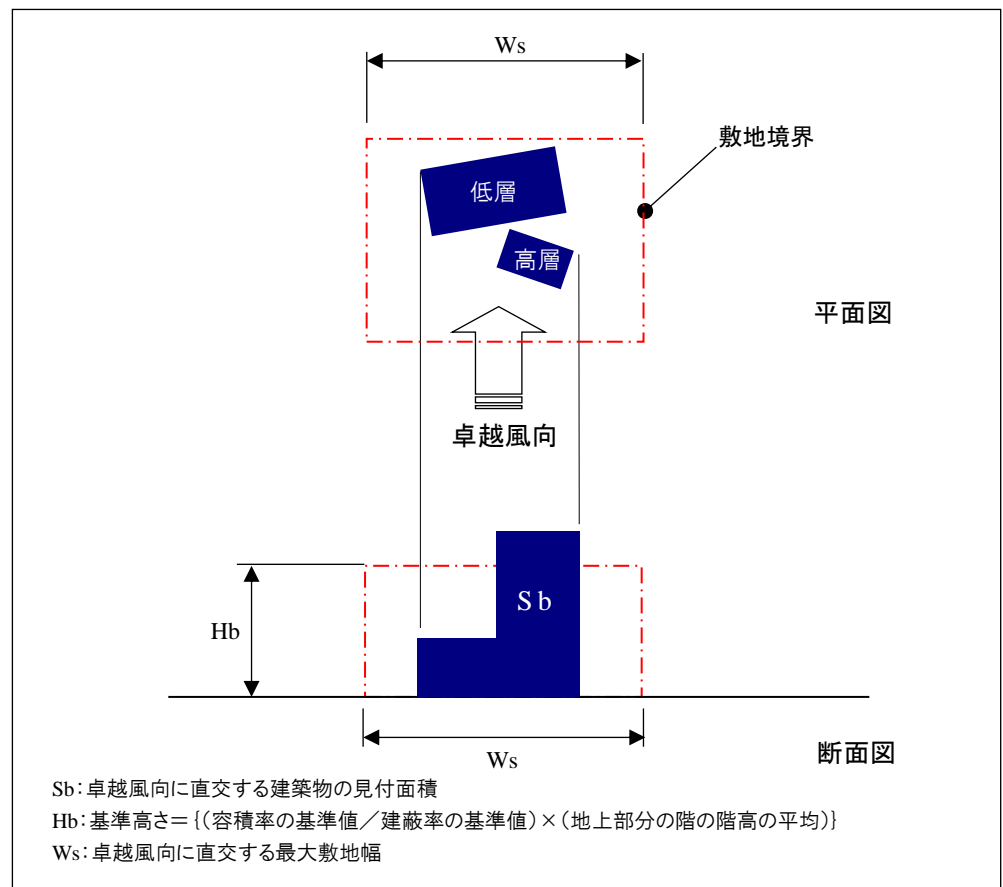 Ws
敷地境界
低層
高層
平面図
卓越風向
Sb
Hb
Ws
断面図
Sb:卓越風向に直交する建築物の見付面積
Hb:基準高さ={(容積率の基準値/建蔽率の基準値)×(地上部分の階の階高の平均)}
Ws:卓越風向に直交する最大敷地幅